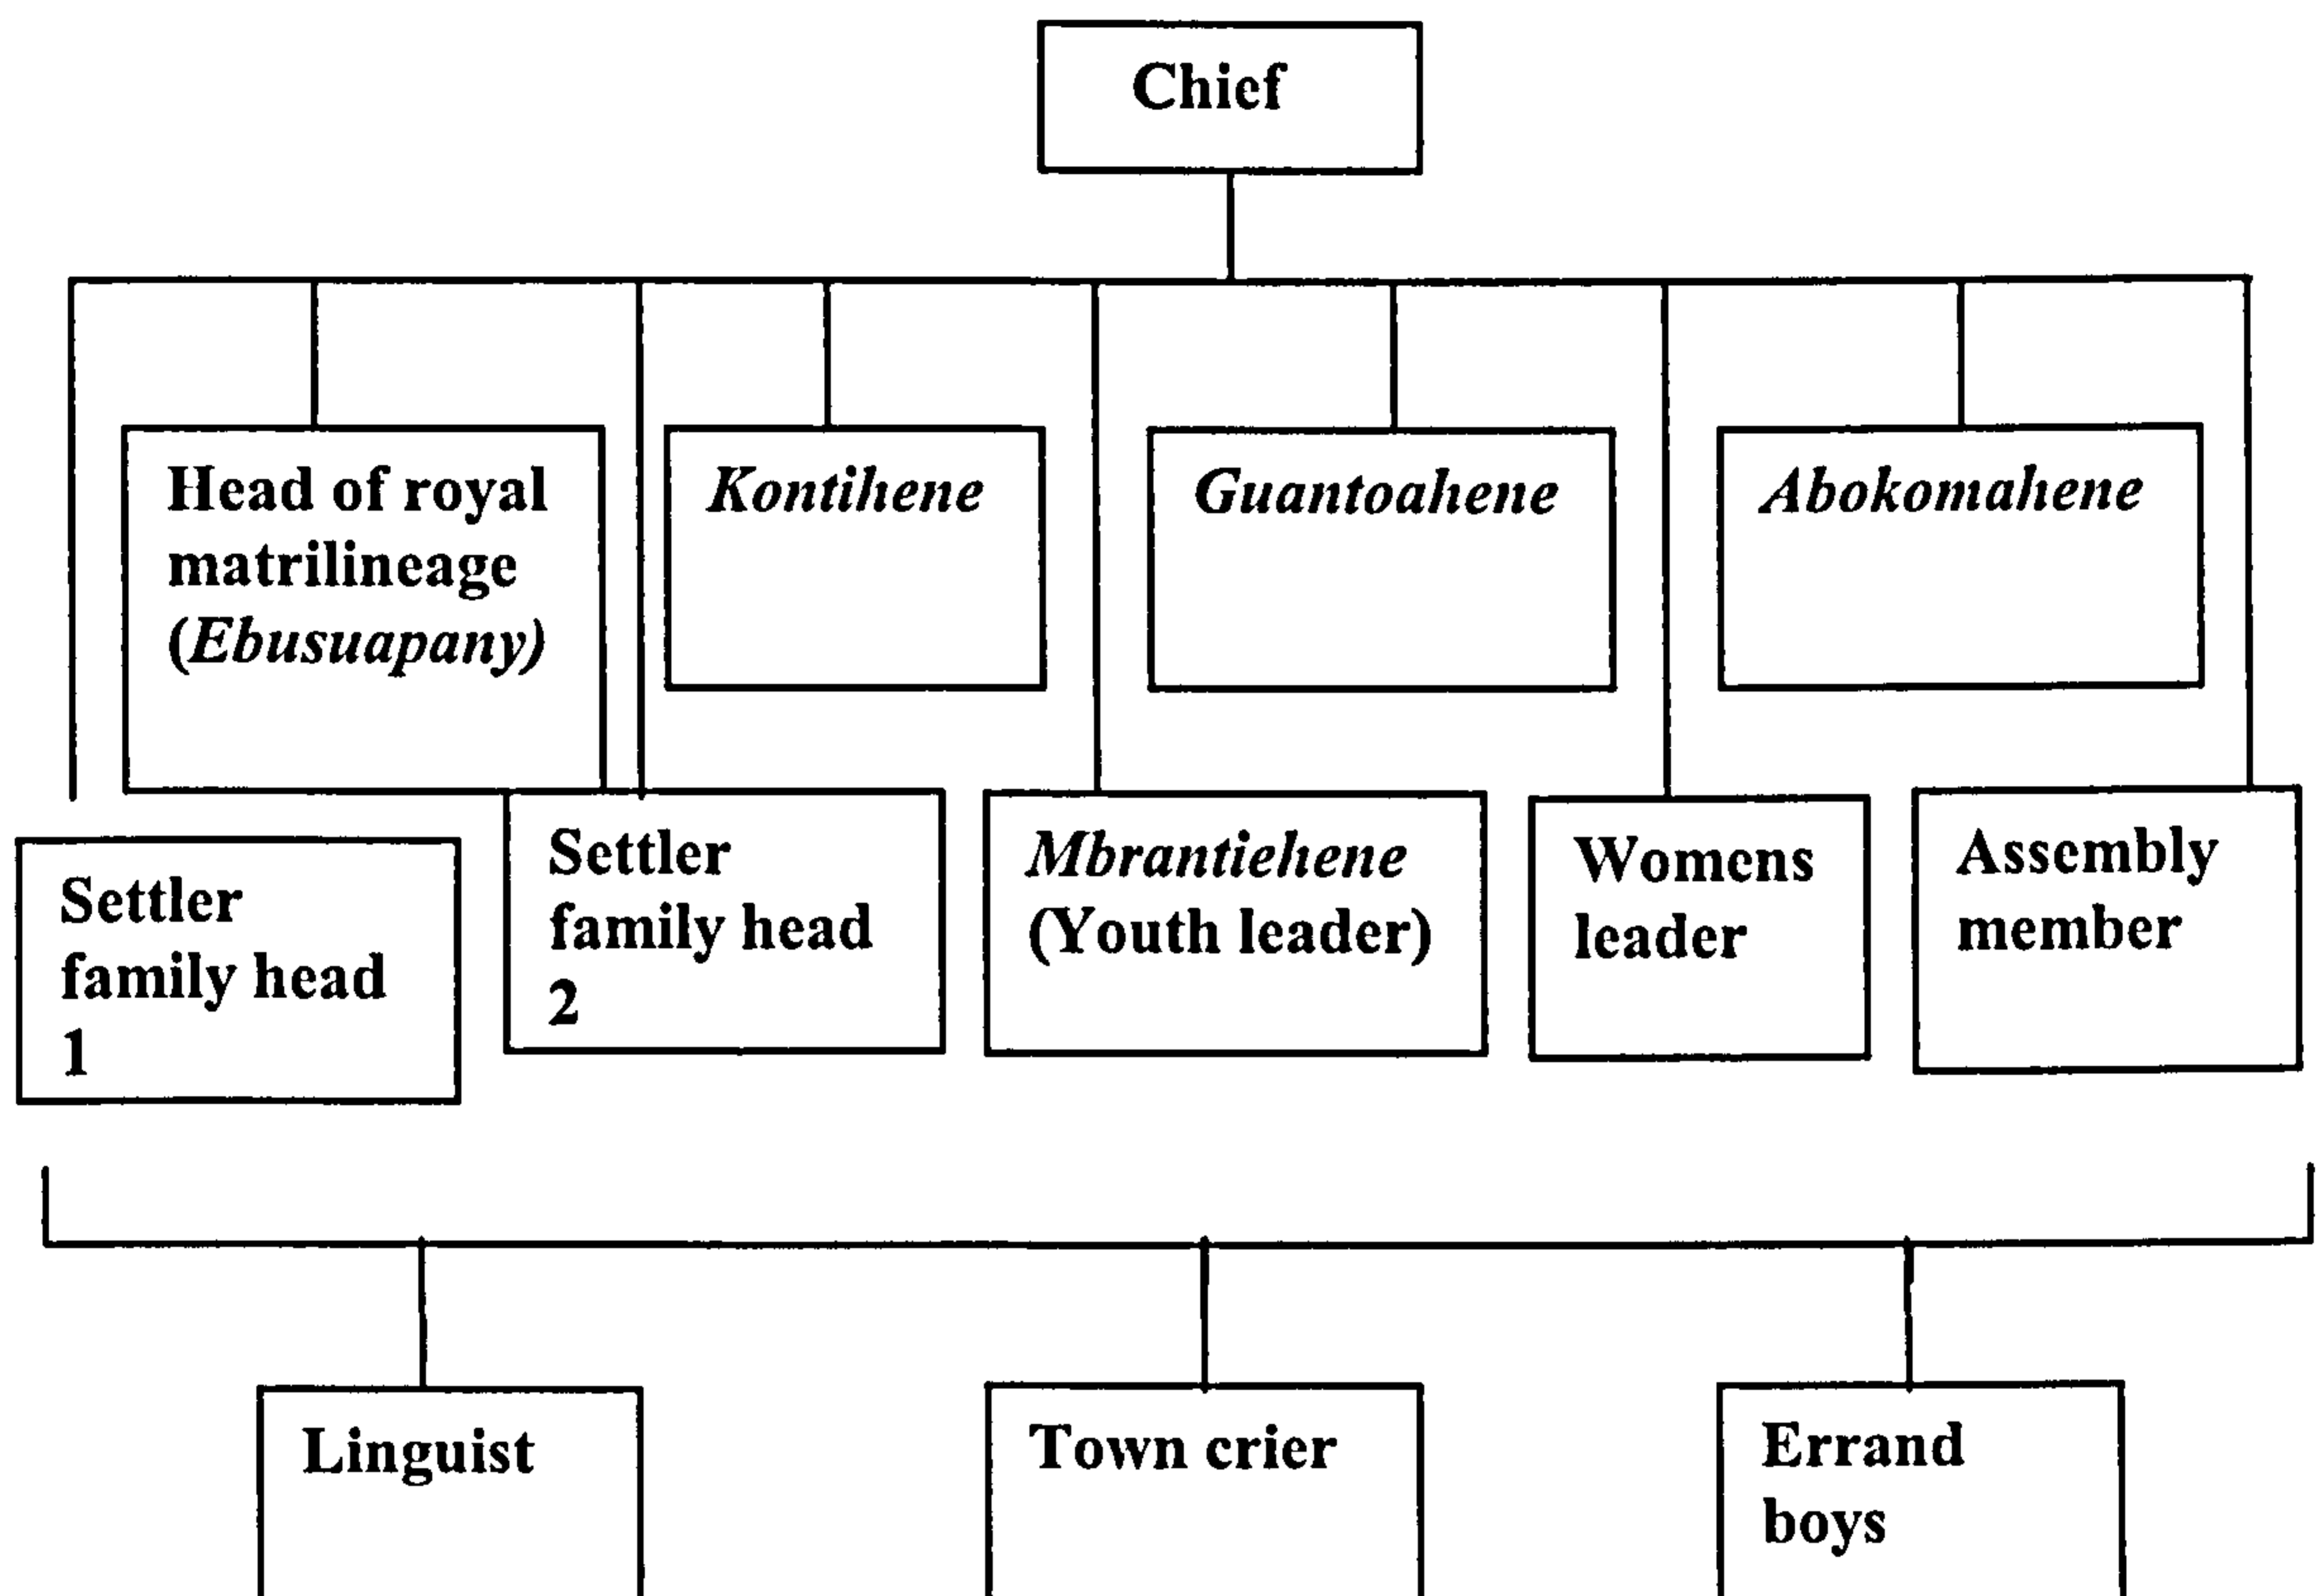 Chief
Head of royal
matrilineage
(Ebusuapany)
Kontihene
Guantoahene
Abokomahene
Settler
family head
1
Settler
family head
2
Mbrantiehene
(Youth leader)
Womens
leader
Assembly
member
Linguist
Town crier
Errand
boys